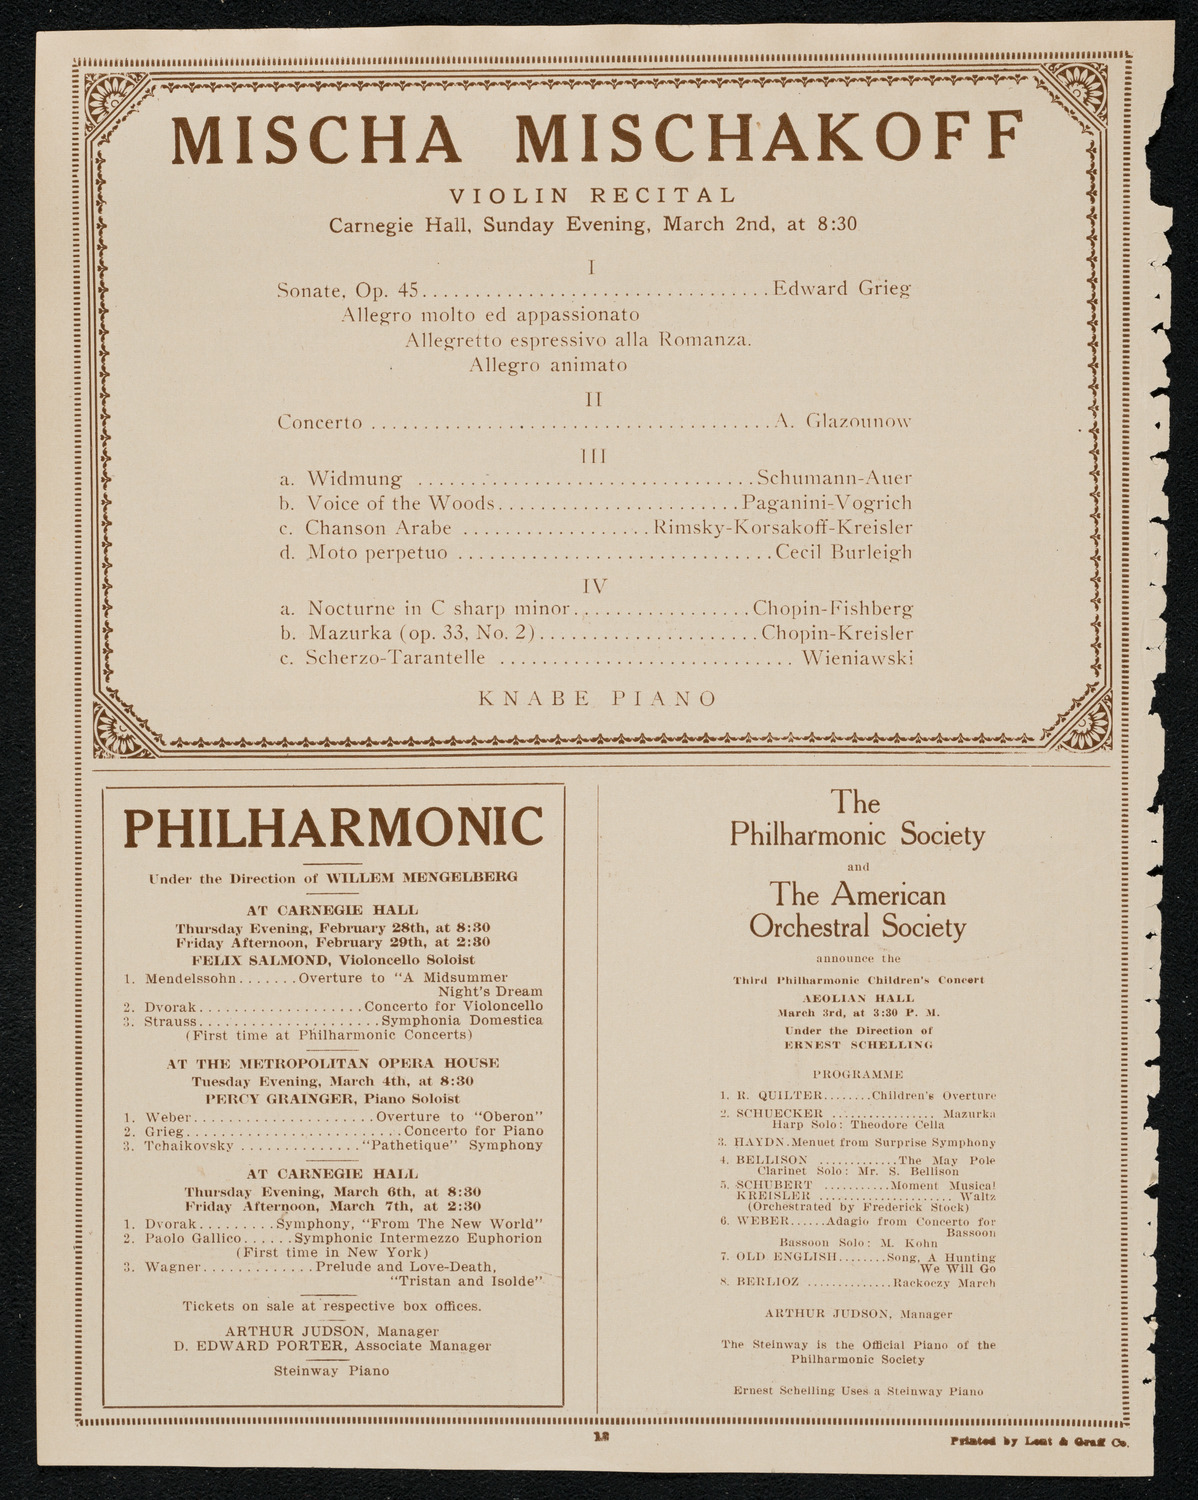 MISCHA MISCHAKOFF
VIOLIN RECITAL
Carnegie Hall, Sunday Evening, March 2nd, at 8:30
I
Sonate, Op. 45................................Edward Grieg
Allegro molto ed appassionato
Allegretto espressivo alla Romanza.
Allegro animato
II
Concerto ......................................A. Glazounow
III
a. Widmung ................................Schumann-Auer
b. Voice of the Woods.......................Paganini-Vogrich
c. Chanson Arabe ..................Rimsky-Korsakoff-Kreisler
d. Moto perpetuo ..............................Cecil Burleigh
IV
a. Nocturne in C sharp minor.................Chopin-Fishberg
b. Mazurka (op. 33, No. 2).....................Chopin-Kreisler
c. Scherzo-Tarantelle ............................ Wieniawski
KNABE PIANO
PHILHARMONIC
Under the Direction of WILLEM MENGELBERG
AT CARNEGIE HALL
Thursday Evening, February 28th, at 8:30
Friday Afternoon, February 29th, at 2:30
FELIX SALMOND, Violoncello Soloist
1. Mendelssohn.......Overture to "A Midsummer
Night's Dream
2. Dvorak...................Concerto for Violoncello
3. Strauss.....................Symphonia Domestica
(First time at Philharmonic Concerts)
AT THE METROPOLITAN OPERA HOUSE
Tuesday Evening, March 4th, at 8:30
PERCY GRAINGER, Piano Soloist
1. Weber.....................Overture to "Oberon"
2. Grieg.........................Concerto for Piano
3. Tchaikovsky ..............."Pathetique" Symphony
AT CARNEGIE HALL
Thursday Evening, March 6th, at 8:30
Friday Afternoon, March 7th, at 2:30
1. Dvorak.........Symphony, "From The New World"
2. Paolo Gallico......Symphonic Intermezzo Euphorion
(First time in New York)
3. Wagner............Prelude and Love-Death,
"Tristan and Isolde"
Tickets on sale at respective box offices.
ARTHUR JUDSON, Manager
D. EDWARD PORTER, Associate Manager
Steinway Piano
The
Philharmonic Society
and
The American
Orchestral Society
announce the
Third Philharmonic Children's Concert
AEOLIAN HALL
March 3rd, at 3:30 P. M.
Under the Direction of
ERNEST SCHELLING
PROGRAMME
1. R. QUILTER........Children's Overture
2. SCHUECKER ................ Mazurka
Harp Solo: Theodore Cella
3. HAYDN.Menuet from Surprise Symphony
4. BELLISON ............The May Pole
Clarinet Solo: Mr. S. Bellison
5. SCHUBERT ..........Moment Musical
KREISLER ..................... Waltz
(Orchestrated by Frederick Stock)
6. WEBER......Adagio from Concerto for
Bassoon
Bassoon Solo: M. Kohn
7. OLD ENGLISH........Song, A Hunting
We Will Go
8. BERLIOZ .............Rackoczy March
ARTHUR JUDSON, Manager
The Steinway is the Official Piano of the
Philharmonic Society
Ernest Schelling Uses a Steinway Piano
12
Printed by Lent & Graff Co.